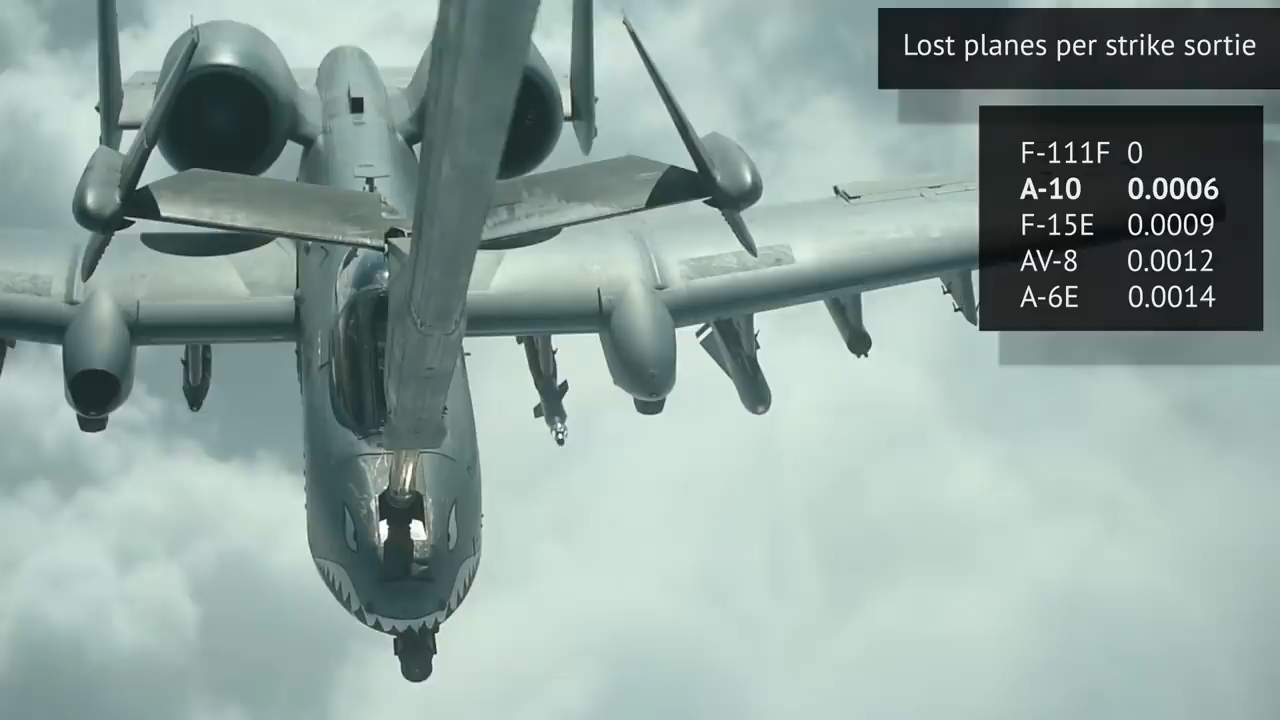 Lost planes per strike sortie
F-111F 0
A-10 0.0006
F-15E 0.0009
AV-8 0.0012
A-6E 0.0014